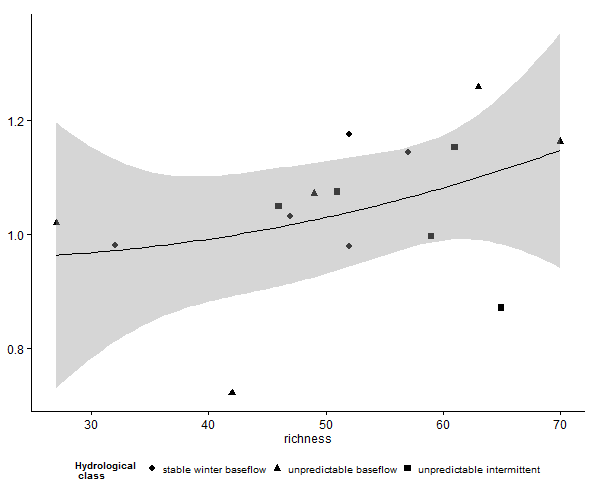 1.2
1.0
0.8
30 40 50 60 70
richness
Hydrological
class
stable winter baseflow unpredictable baseflow unpredictable intermittent